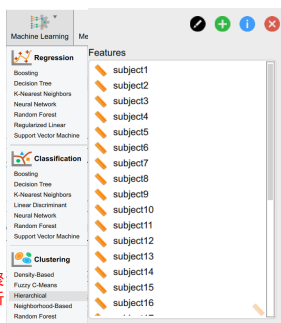 Machine Learning
Me
Regression
Boosting
Decision Tree
K-Nearest Neighbors
Neural Network
Random Forest
Regularized Linear
Support Vector Machine
Classification
Boosting
Decision Tree
K-Nearest Neighbors
Linear Discriminant
Neural Network
Random Forest
Support Vector Machine
Clustering
Density-Based
Fuzzy C-Means
Hierarchical
Neighborhood-Based
Random Forest
Features
subject1
subject2
subject3
subject4
subject5
subject6
subject7
subject8
subject9
subject10
subject11
subject12
subject13
subject14
subject15
subject16